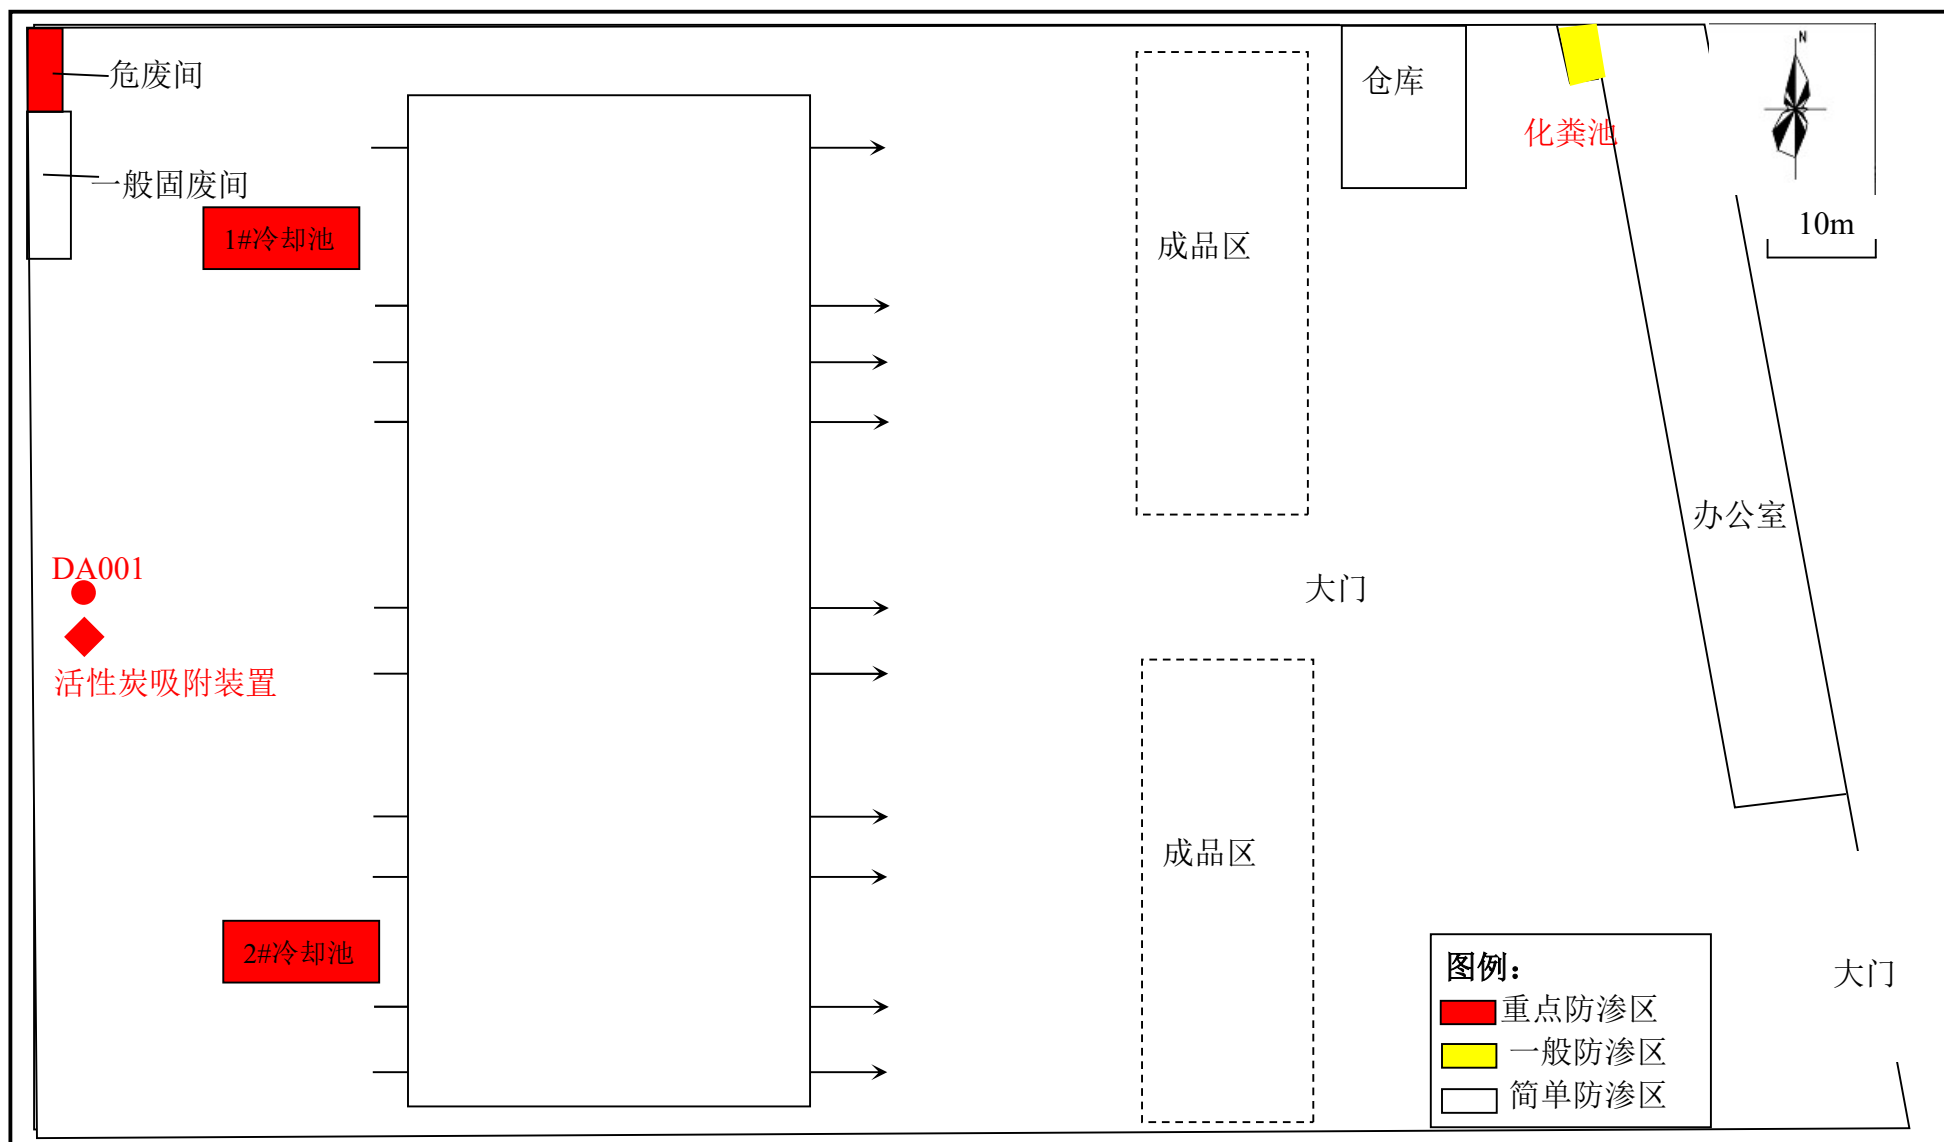 N
危废间
仓库
化粪池
一般固废间
10m
1#冷却池
成品区
办公室
DA001
大门
活性炭吸附装置
成品区
2#冷却池
图例：
大门
重点防渗区
一般防渗区
简单防渗区